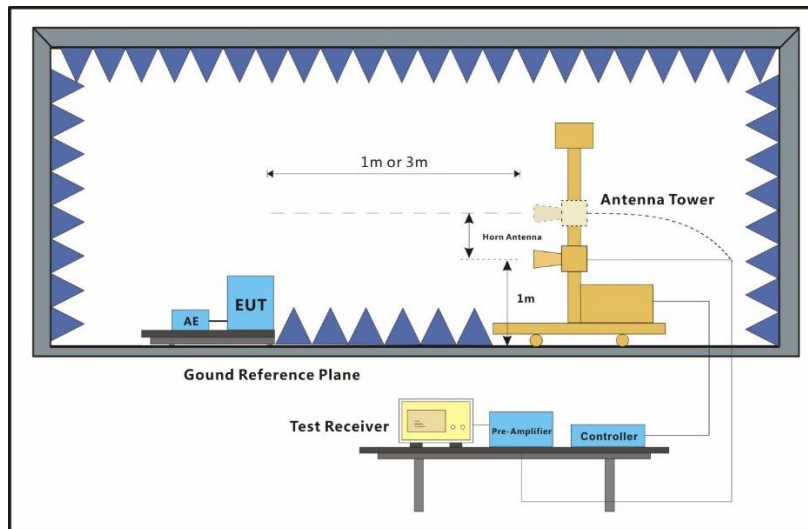 1m or 3m
Antenna Tower
Horn Antenna
1m
EUT
AE
Gound Reference Plane
Test Receiver
Pre-Amplifier
Controller